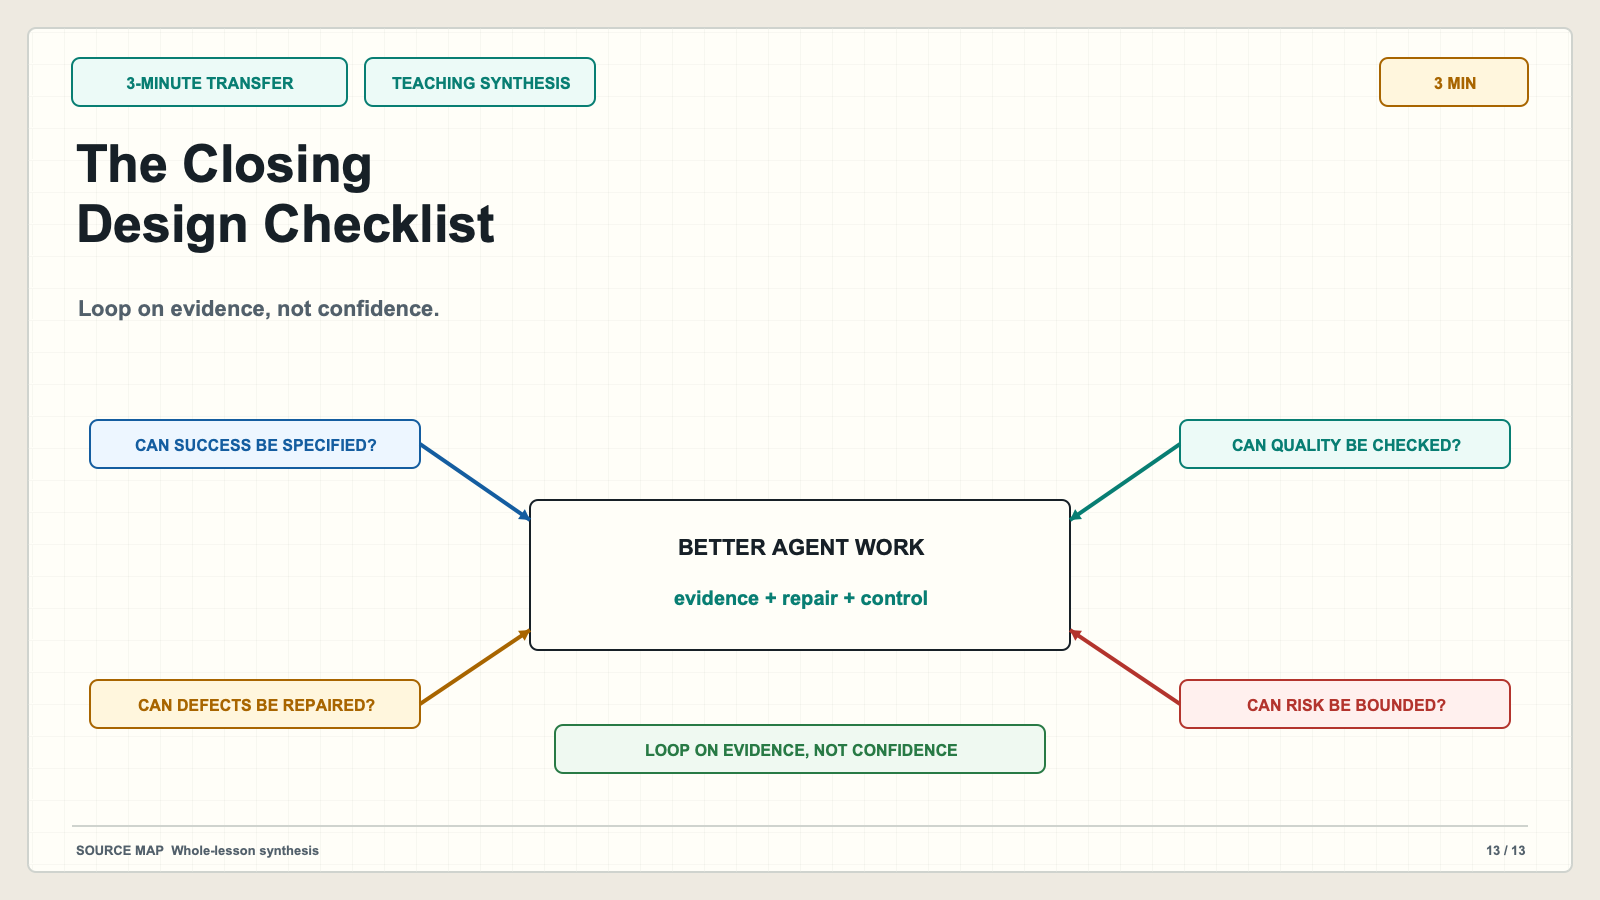 3-MINUTE TRANSFER
TEACHING SYNTHESIS
3 MIN
The Closing
Design Checklist
Loop on evidence, not confidence.
CAN SUCCESS BE SPECIFIED?
CAN QUALITY BE CHECKED?
BETTER AGENT WORK
evidence + repair + control
CAN DEFECTS BE REPAIRED?
CAN RISK BE BOUNDED?
LOOP ON EVIDENCE, NOT CONFIDENCE
SOURCE MAP Whole-lesson synthesis
13 / 13